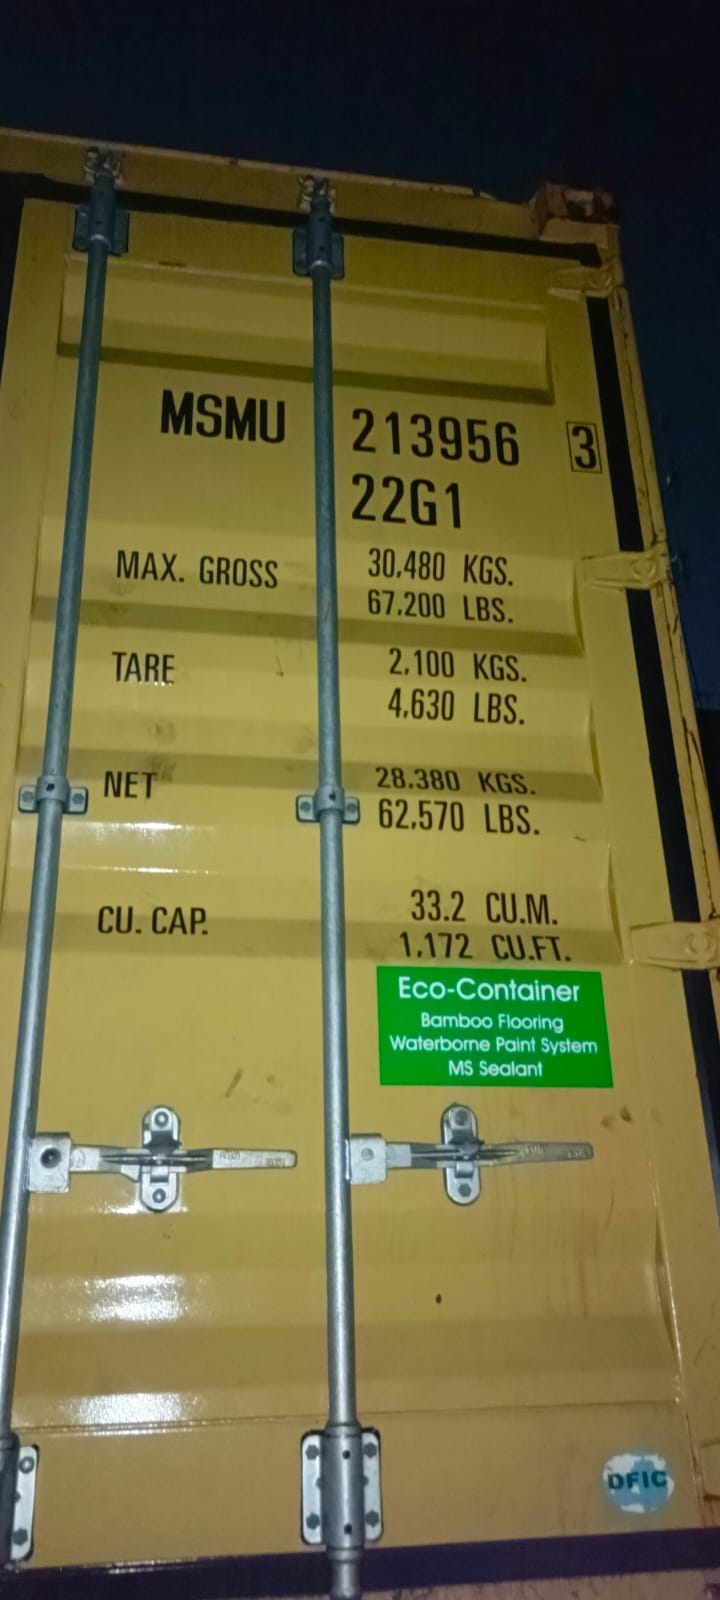 MSMU 213956 3
22G1
MAX. GROSS 30.480 KGS.
67.200 LBS.
TARE 2,100 KGS.
4,630 LBS.
NET 28.380 KGS.
62,570 LBS.
CU. CAP. 33.2 CU.M.
1,172 CU.FT.
Eco-Container
Bamboo Flooring
Waterborne Paint System
MS Sealant
DFIC